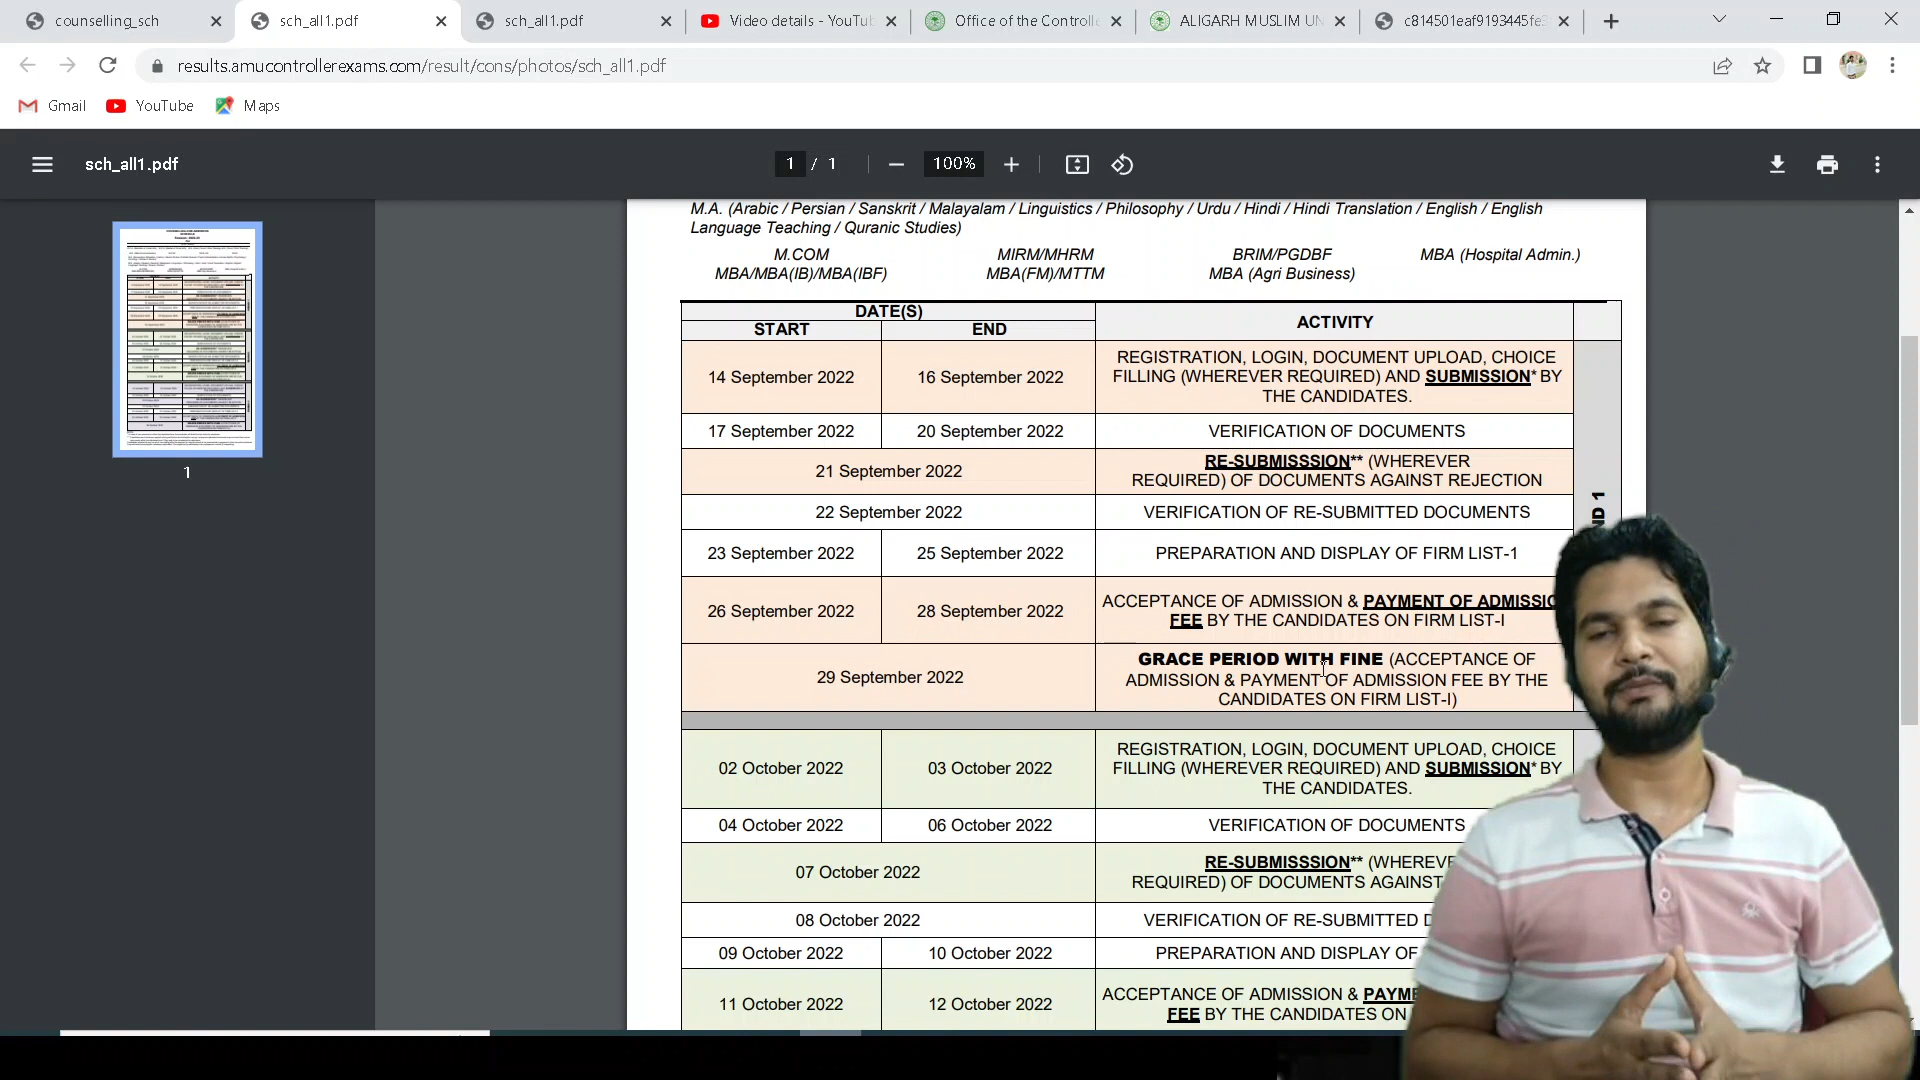 counselling_sch
sch_all1.pdf
sch_all1.pdf
Video details - YouTu
Office of the Controll
ALIGARH MUSLIM UN
c814501eaf9193445fe
results.amucontrollerexams.com/result/cons/photos/sch_all1.pdf
Gmail
YouTube
Maps
sch_all1.pdf
1 / 1
100%
1
M.A. (Arabic / Persian / Sanskrit / Malayalam / Linguistics / Philosophy / Urdu / Hindi / Hindi Translation / English / English
Language Teaching / Quranic Studies)
M.COM MIRM/MHRM BRIM/PGDBF MBA (Hospital Admin.)
MBA/MBA(IB)/MBA(IBF) MBA(FM)/MTTM MBA (Agri Business)
DATE(S)
START END ACTIVITY
14 September 2022 16 September 2022
REGISTRATION, LOGIN, DOCUMENT UPLOAD, CHOICE
FILLING (WHEREVER REQUIRED) AND SUBMISSION* BY
THE CANDIDATES.
17 September 2022 20 September 2022 VERIFICATION OF DOCUMENTS
21 September 2022
RE-SUBMISSSION** (WHEREVER
REQUIRED) OF DOCUMENTS AGAINST REJECTION
22 September 2022 VERIFICATION OF RE-SUBMITTED DOCUMENTS
23 September 2022 25 September 2022 PREPARATION AND DISPLAY OF FIRM LIST-1
26 September 2022 28 September 2022
ACCEPTANCE OF ADMISSION & PAYMENT OF ADMISSIO
FEE BY THE CANDIDATES ON FIRM LIST-I
29 September 2022
GRACE PERIOD WITH FINE (ACCEPTANCE OF
ADMISSION & PAYMENT OF ADMISSION FEE BY THE
CANDIDATES ON FIRM LIST-I)
ND 1
02 October 2022 03 October 2022
REGISTRATION, LOGIN, DOCUMENT UPLOAD, CHOICE
FILLING (WHEREVER REQUIRED) AND SUBMISSION* BY
THE CANDIDATES.
04 October 2022 06 October 2022 VERIFICATION OF DOCUMENTS
07 October 2022
RE-SUBMISSSION** (WHEREVE
REQUIRED) OF DOCUMENTS AGAINST
08 October 2022 VERIFICATION OF RE-SUBMITTED D
09 October 2022 10 October 2022 PREPARATION AND DISPLAY OF
11 October 2022 12 October 2022
ACCEPTANCE OF ADMISSION & PAYME
FEE BY THE CANDIDATES ON